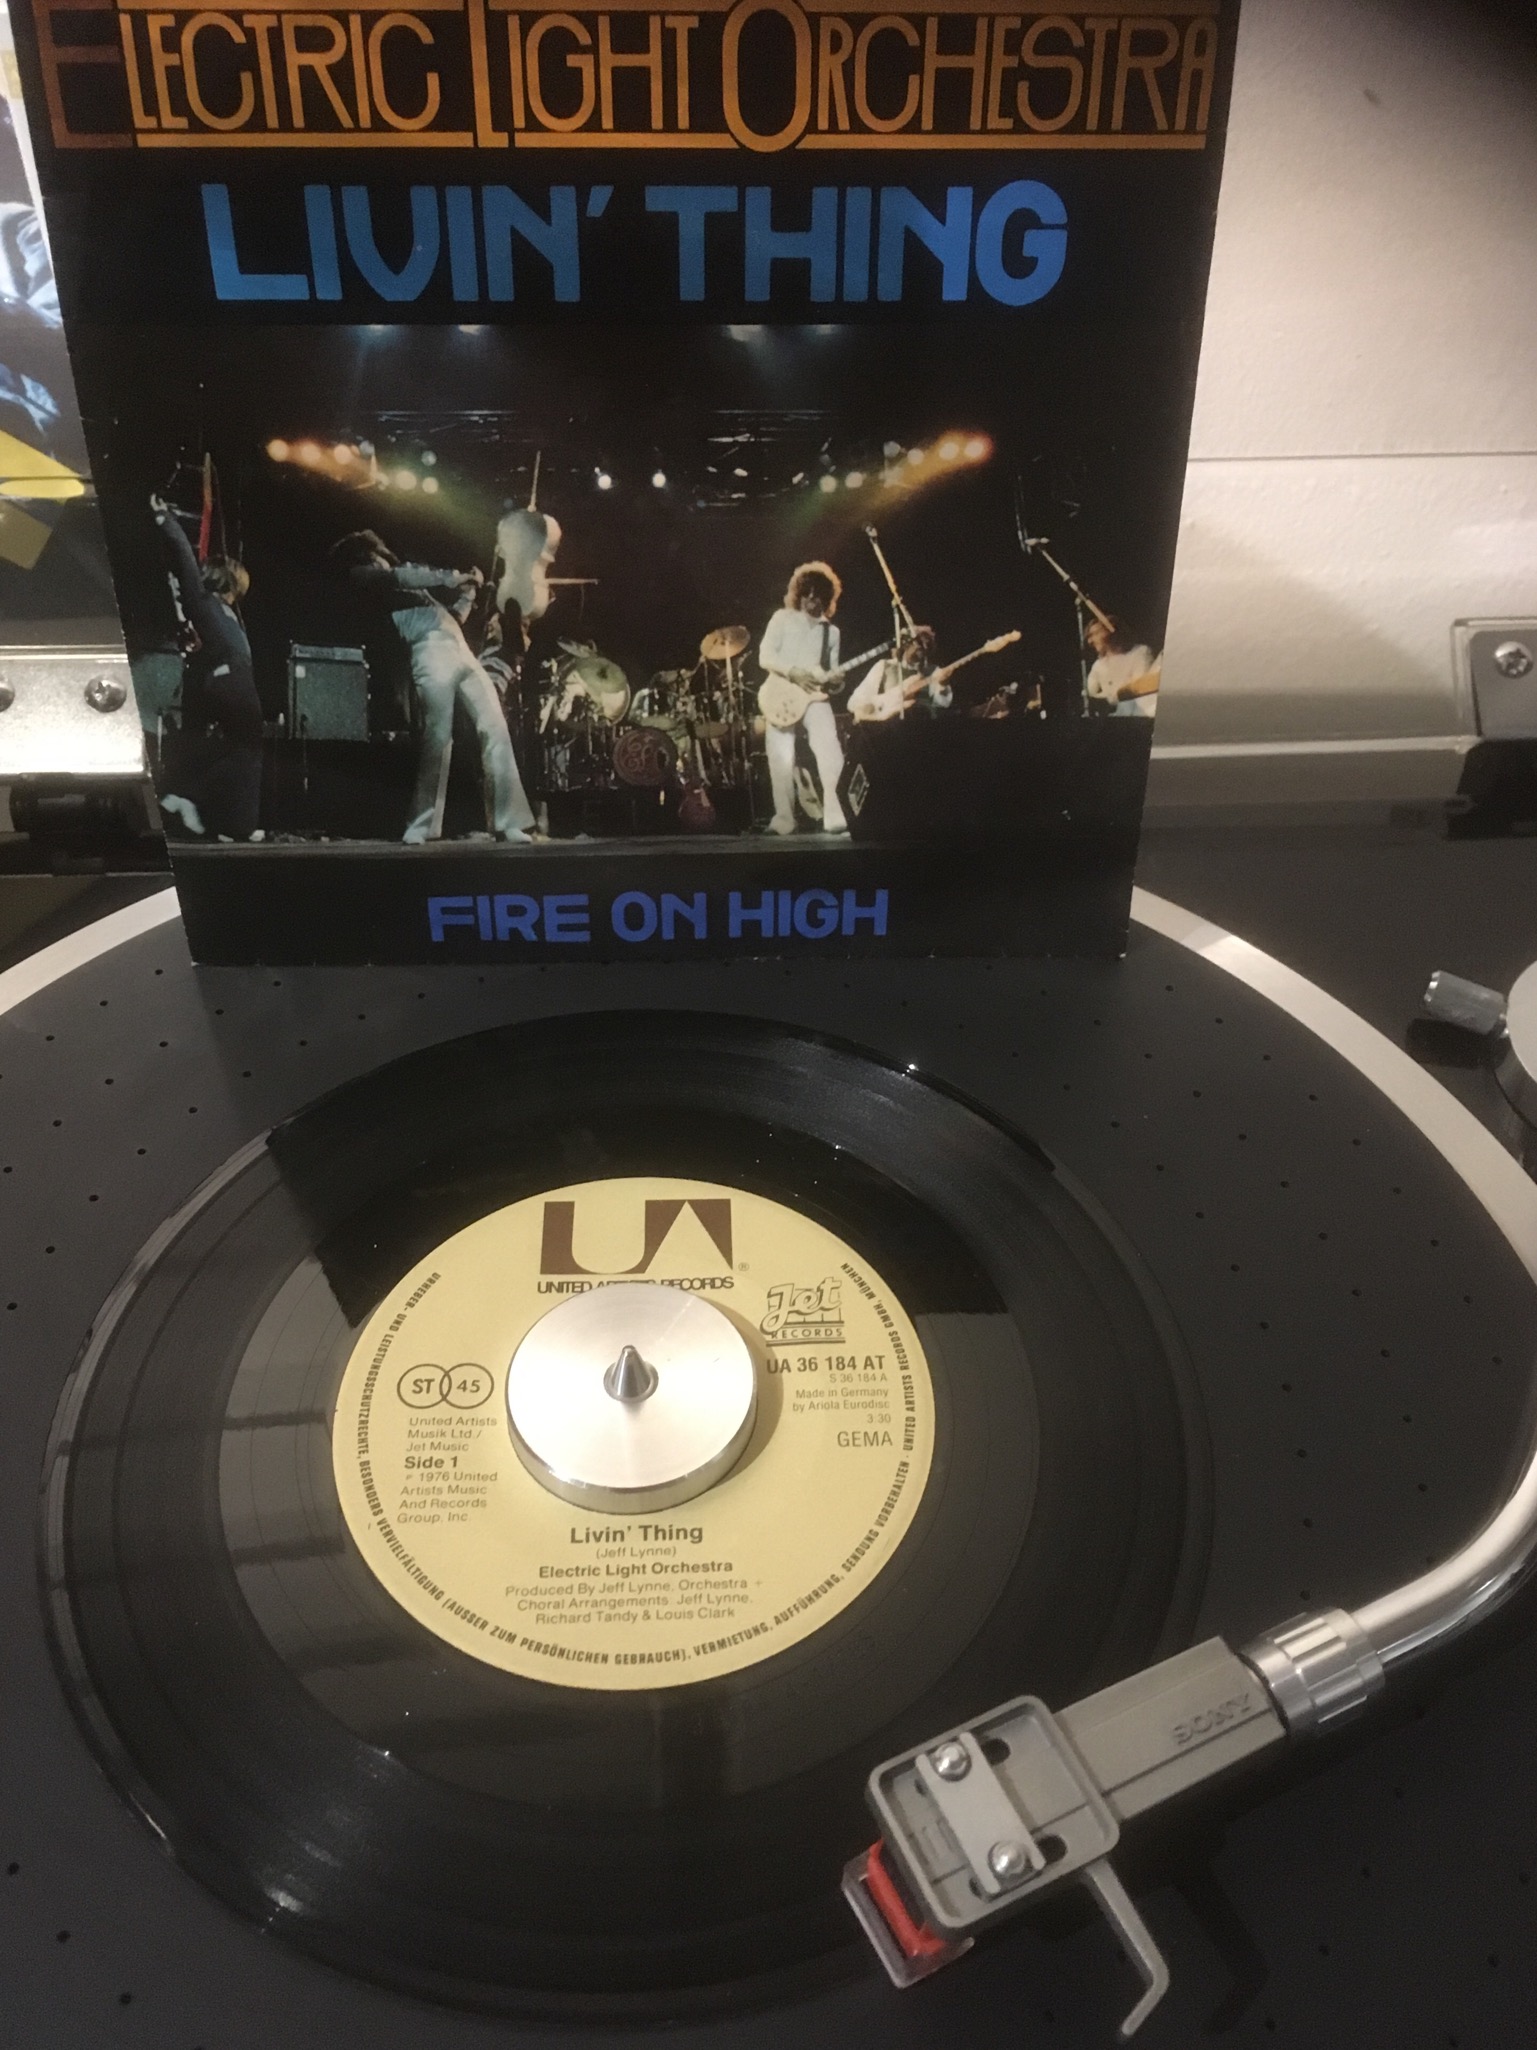 ELECTRIC LIGHT ORCHESTRA
LIVIN' THING
FIRE ON HIGH
UA
®
UNITED ARTISTS RECORDS
Jet
RECORDS
UA 36 184 AT
S 36 184 A
Made in Germany
by Ariola Eurodisc
3:30
GEMA
ST 45
United Artists
Musik Ltd./
Jet Music
Side 1
℗ 1976 United
Artists Music
And Records
Group, Inc.
Livin' Thing
(Jeff Lynne)
Electric Light Orchestra
Produced By Jeff Lynne, Orchestra +
Choral Arrangements: Jeff Lynne,
Richard Tandy & Louis Clark
URHEBER- UND LEISTUNGSSCHUTZRECHTE, BESONDERS VERVIELFÄLTIGUNG (AUSSER ZUM PERSÖNLICHEN GEBRAUCH), VERMIETUNG, AUFFÜHRUNG, SENDUNG VORBEHALTEN · UNITED ARTISTS RECORDS GMBH, MÜNCHEN
SONY